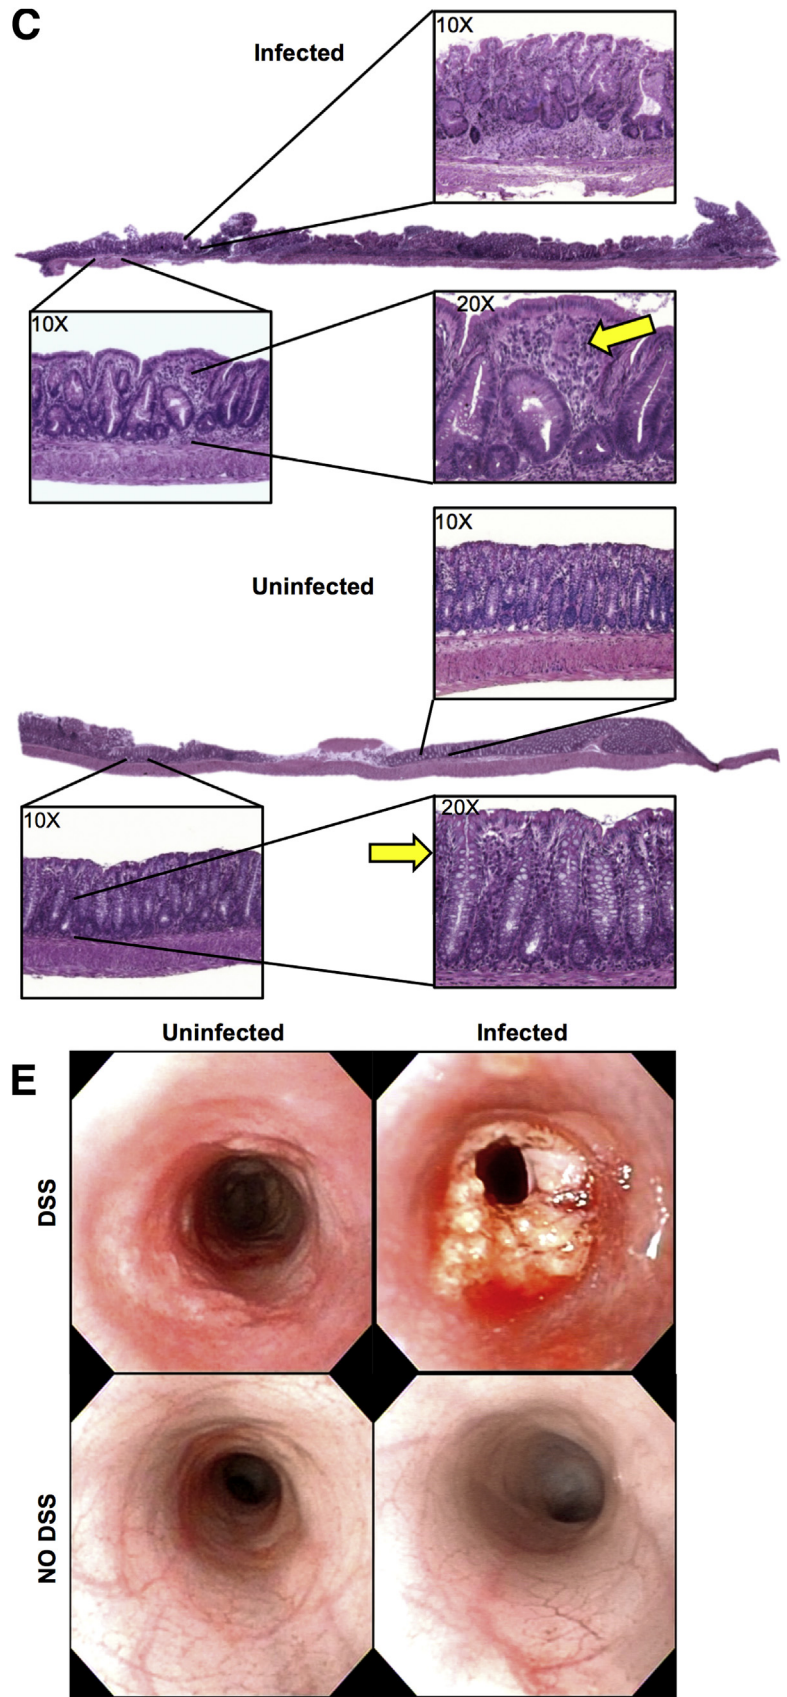 C
Infected
10X
10X
20X
Uninfected
10X
10X
20X
Uninfected
Infected
E
DSS
NO DSS